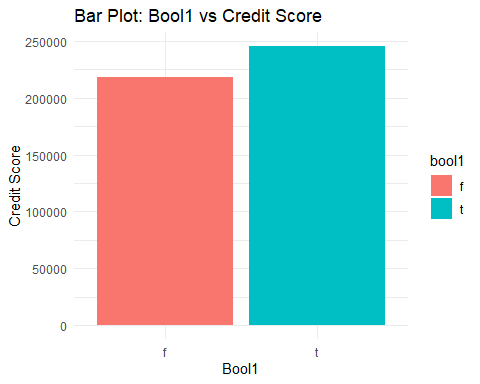 Bar Plot: Bool1 vs Credit Score
250000
200000
150000
100000
50000
0
Credit Score
f
t
Bool1
bool1
f
t